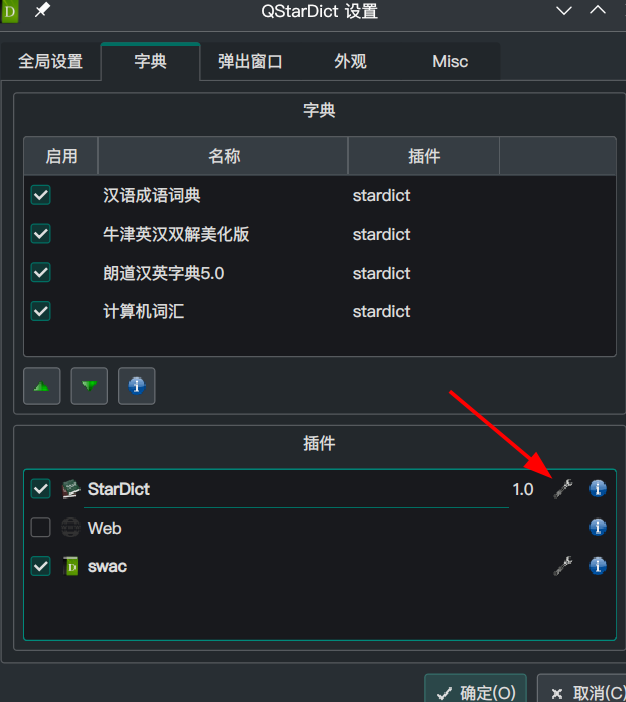 QStarDict 设置
全局设置 字典 弹出窗口 外观 Misc
字典
启用 名称 插件
汉语成语词典 stardict
牛津英汉双解美化版 stardict
朗道汉英字典5.0 stardict
计算机词汇 stardict
插件
StarDict 1.0
Web
swac
确定(O) 取消(C)